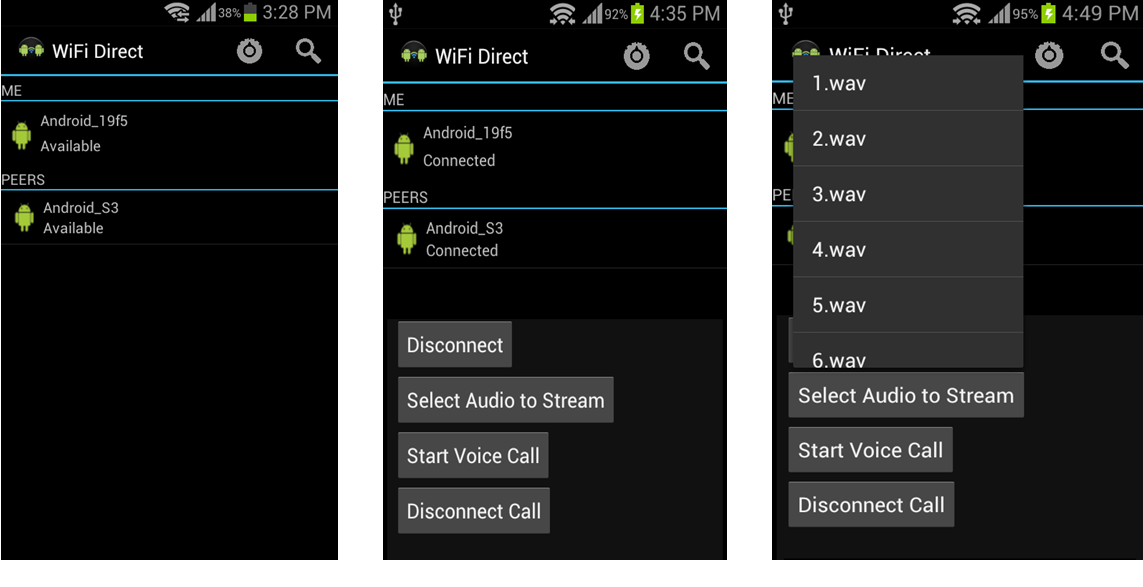 38% 3:28 PM
WiFi Direct
ME
Android_19f5
Available
PEERS
Android_S3
Available
92% 4:35 PM
WiFi Direct
ME
Android_19f5
Connected
PEERS
Android_S3
Connected
Disconnect
Select Audio to Stream
Start Voice Call
Disconnect Call
95% 4:49 PM
WiFi Direct
ME
1.wav
2.wav
3.wav
PE
4.wav
5.wav
6.wav
Select Audio to Stream
Start Voice Call
Disconnect Call